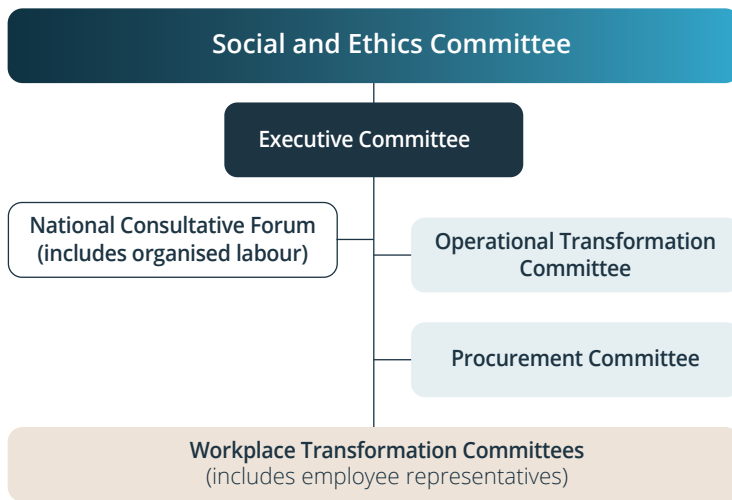 Social and Ethics Committee
Executive Committee
National Consultative Forum
(includes organised labour)
Operational Transformation
Committee
Procurement Committee
Workplace Transformation Committees
(includes employee representatives)